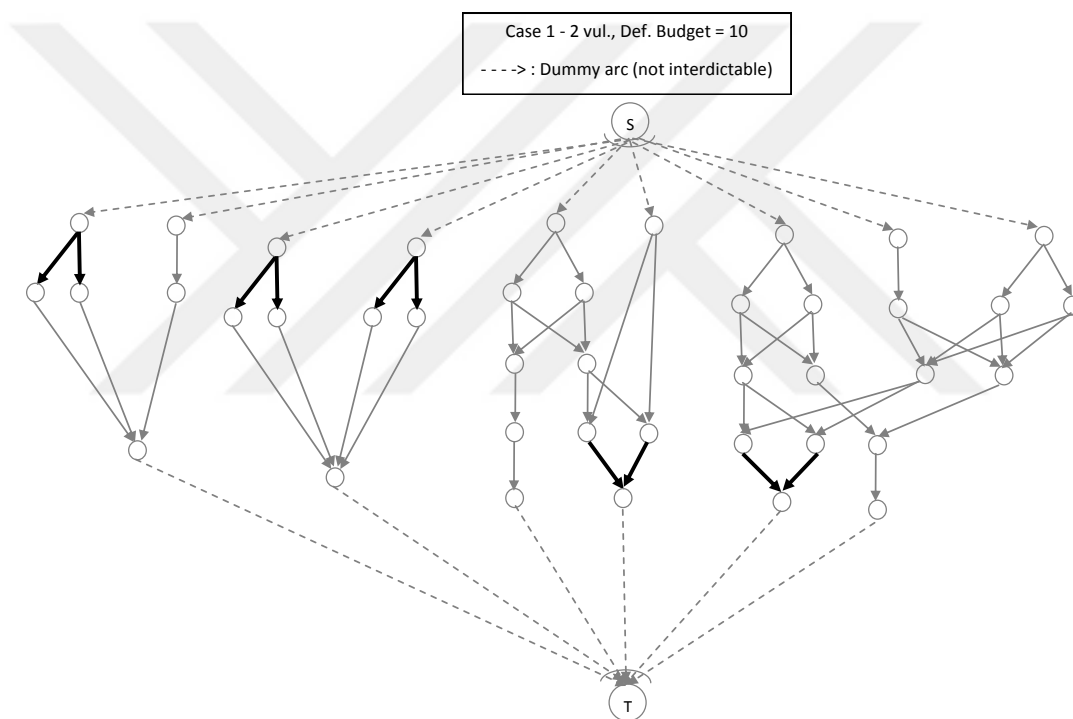 Case 1 - 2 vul., Def. Budget = 10
- - - -> : Dummy arc (not interdictable)
S
T